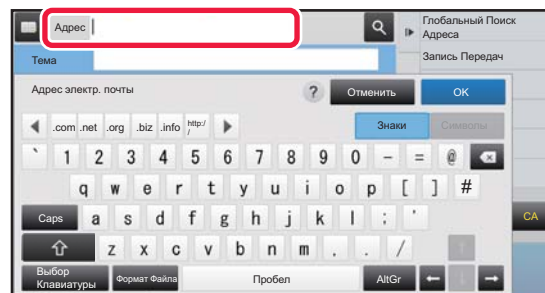 Адрес
Глобальный Поиск
Адреса
Тема
Запись Передач
Адрес электр. почты
?
Отменить
OK
.com .net .org .biz .info http://
Знаки
Символы
` 1 2 3 4 5 6 7 8 9 0 - = @
q w e r t y u i o p [ ] #
Caps a s d f g h j k l ; '
CA
z x c v b n m , . /
Выбор
Клавиатуры
Формат Файла
Пробел
AltGr